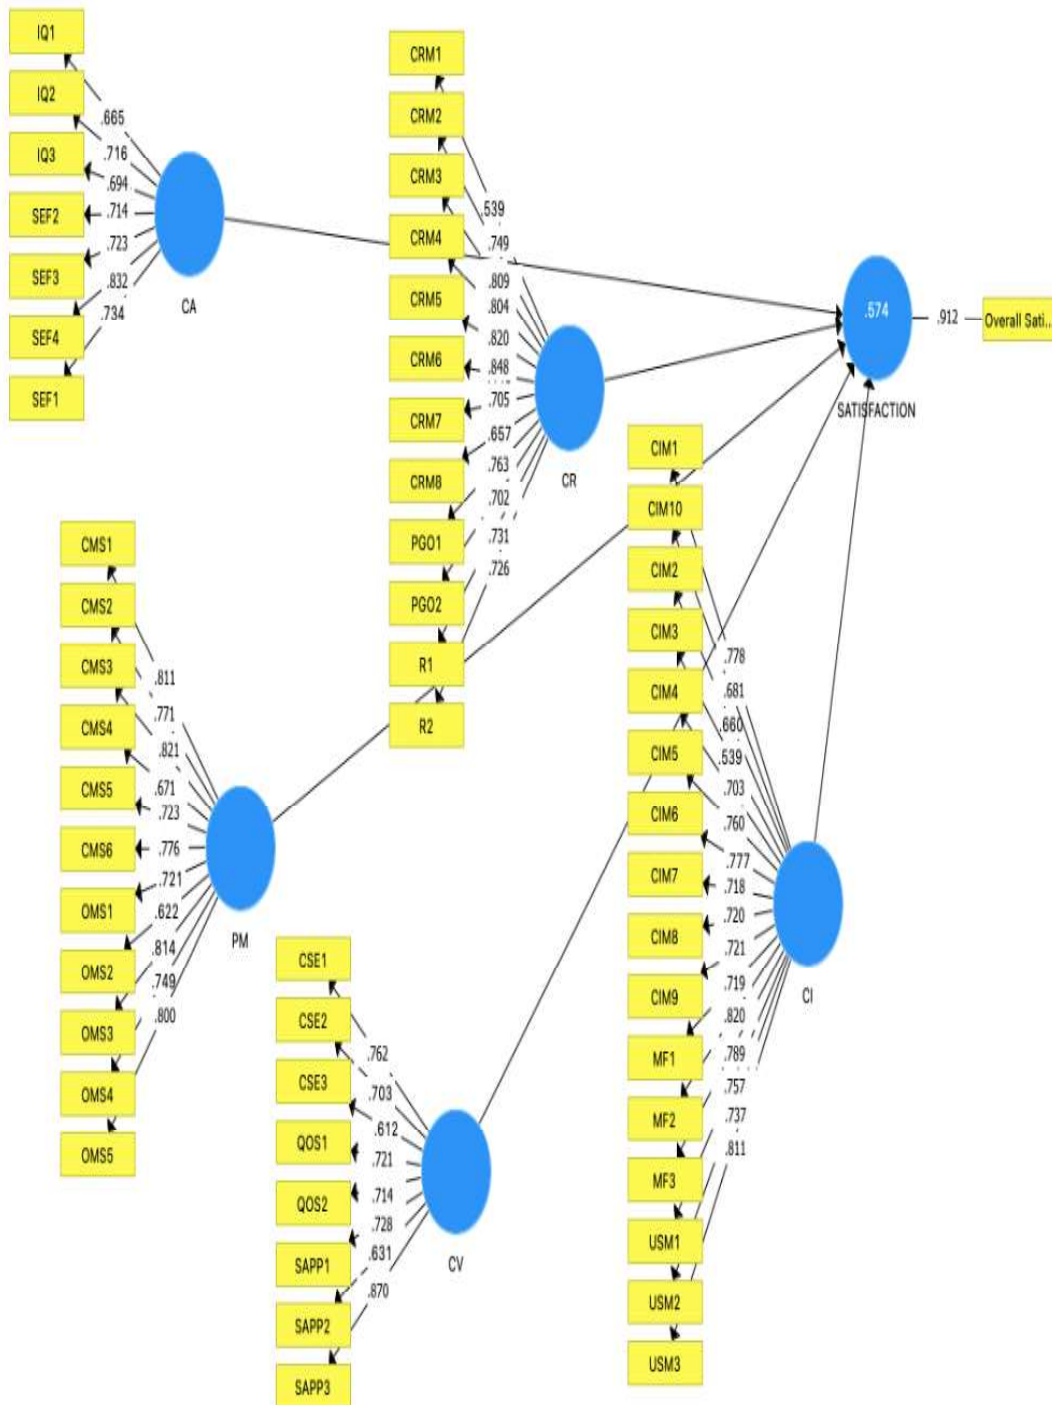 IQ1
IQ2
IQ3
SEF2
SEF3
SEF4
SEF1
.665
.716
.694
.714
.723
.832
.734
CA
CRM1
CRM2
CRM3
CRM4
CRM5
CRM6
CRM7
CRM8
PGO1
PGO2
R1
R2
.539
.749
.809
.804
.820
.848
.705
.657
.763
.702
.731
.726
CR
.574
SATISFACTION
.912
Overall Sati...
CMS1
CMS2
CMS3
CMS4
CMS5
CMS6
OMS1
OMS2
OMS3
OMS4
OMS5
.811
.771
.821
.671
.723
.776
.721
.622
.814
.749
.800
PM
CSE1
CSE2
CSE3
QOS1
QOS2
SAPP1
SAPP2
SAPP3
.762
.703
.612
.721
.714
.728
.631
.870
CV
CIM1
CIM10
CIM2
CIM3
CIM4
CIM5
CIM6
CIM7
CIM8
CIM9
MF1
MF2
MF3
USM1
USM2
USM3
.778
.681
.660
.539
.703
.760
.777
.718
.720
.721
.719
.820
.789
.757
.737
.811
CI